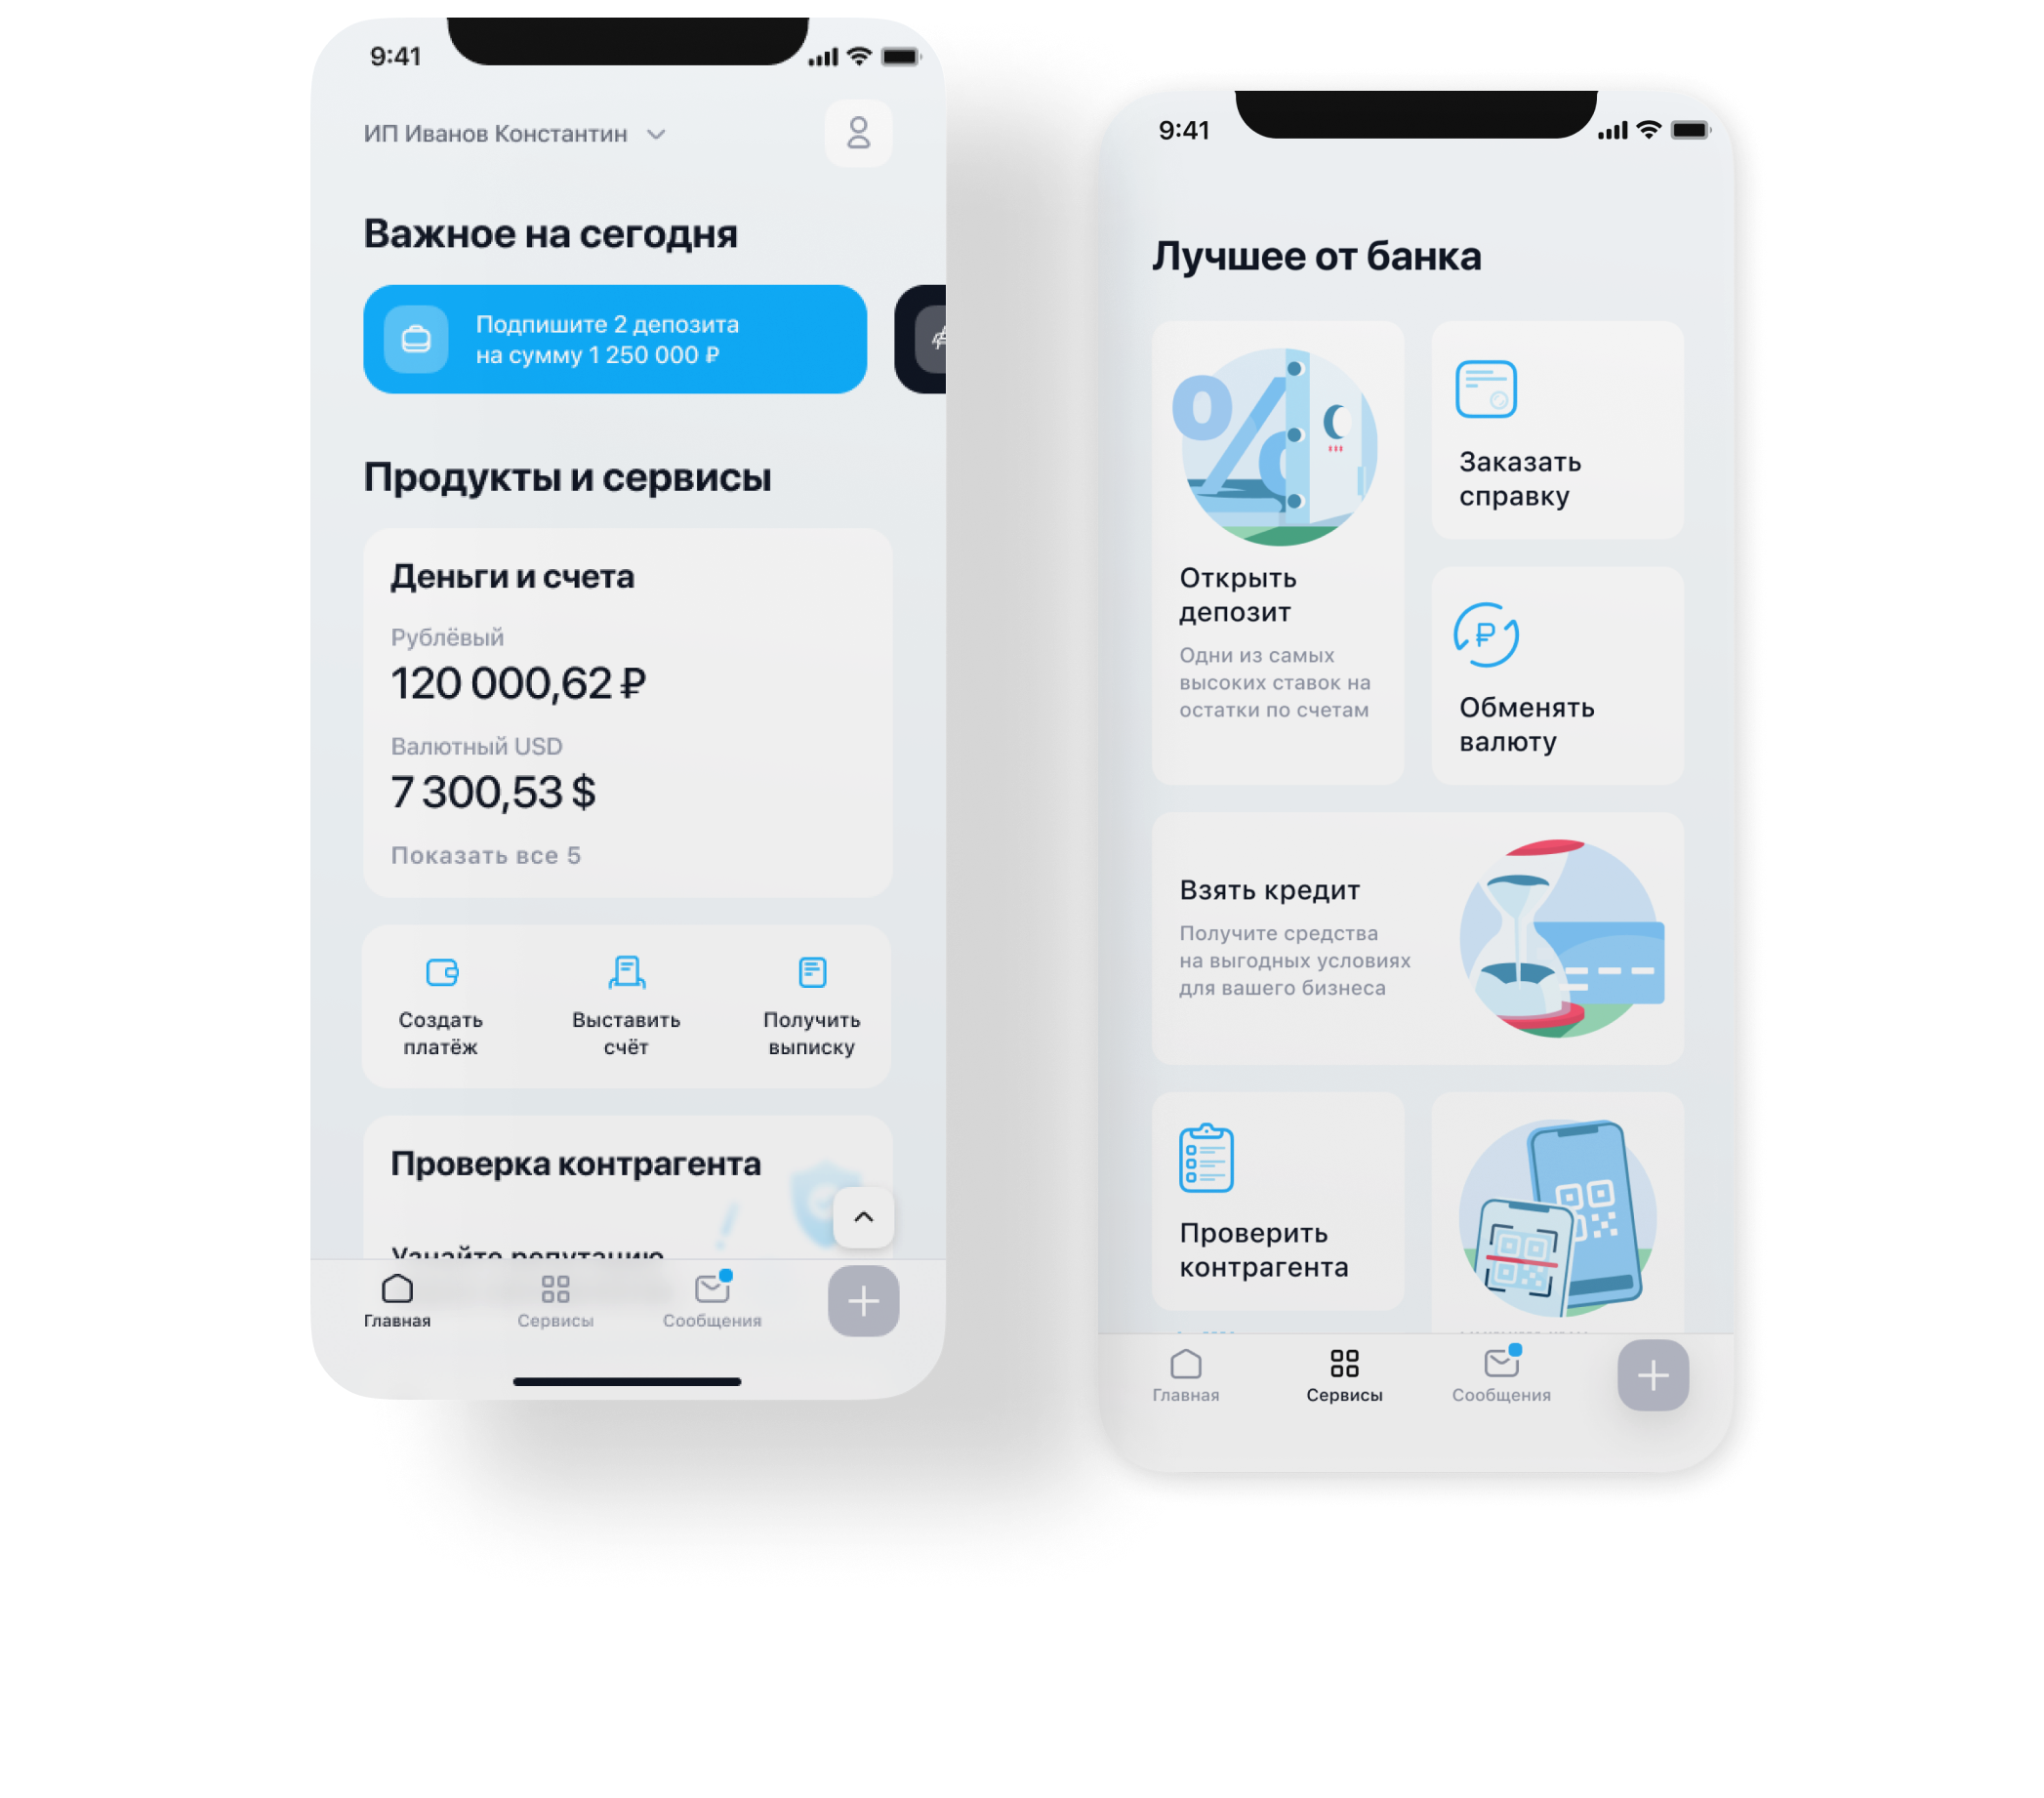 9:41
ИП Иванов Константин
Важное на сегодня
Подпишите 2 депозита
на сумму 1 250 000 ₽
Продукты и сервисы
Деньги и счета
Рублёвый
120 000,62 ₽
Валютный USD
7 300,53 $
Показать все 5
Создать
платёж
Выставить
счёт
Получить
выписку
Проверка контрагента
Узнайте репутацию
Главная
Сервисы
Сообщения
9:41
Лучшее от банка
%
Открыть
депозит
Одни из самых
высоких ставок на
остатки по счетам
Заказать
справку
₽
Обменять
валюту
Взять кредит
Получите средства
на выгодных условиях
для вашего бизнеса
Проверить
контрагента
Главная
Сервисы
Сообщения